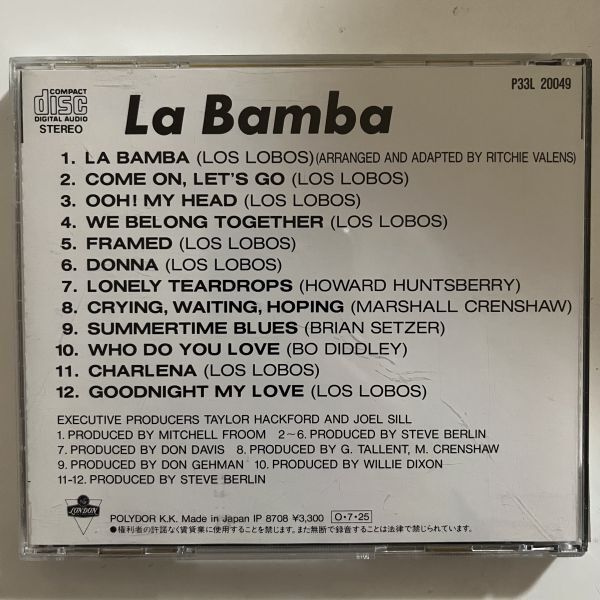 COMPACT
disc
DIGITAL AUDIO
STEREO
La Bamba
P33L 20049
1. LA BAMBA (LOS LOBOS)(ARRANGED AND ADAPTED BY RITCHIE VALENS)
2. COME ON, LET'S GO (LOS LOBOS)
3. OOH! MY HEAD (LOS LOBOS)
4. WE BELONG TOGETHER (LOS LOBOS)
5. FRAMED (LOS LOBOS)
6. DONNA (LOS LOBOS)
7. LONELY TEARDROPS (HOWARD HUNTSBERRY)
8. CRYING, WAITING, HOPING (MARSHALL CRENSHAW)
9. SUMMERTIME BLUES (BRIAN SETZER)
10. WHO DO YOU LOVE (BO DIDDLEY)
11. CHARLENA (LOS LOBOS)
12. GOODNIGHT MY LOVE (LOS LOBOS)
EXECUTIVE PRODUCERS TAYLOR HACKFORD AND JOEL SILL
1. PRODUCED BY MITCHELL FROOM 2～6. PRODUCED BY STEVE BERLIN
7. PRODUCED BY DON DAVIS 8. PRODUCED BY G. TALLENT, M. CRENSHAW
9. PRODUCED BY DON GEHMAN 10. PRODUCED BY WILLIE DIXON
11-12. PRODUCED BY STEVE BERLIN
LONDON
POLYDOR K.K. Made in Japan IP 8708 ¥3,300 O・7・25
●権利者の許諾なく賃貸業に使用することを禁じます。また無断で録音することは法律で禁じられています。